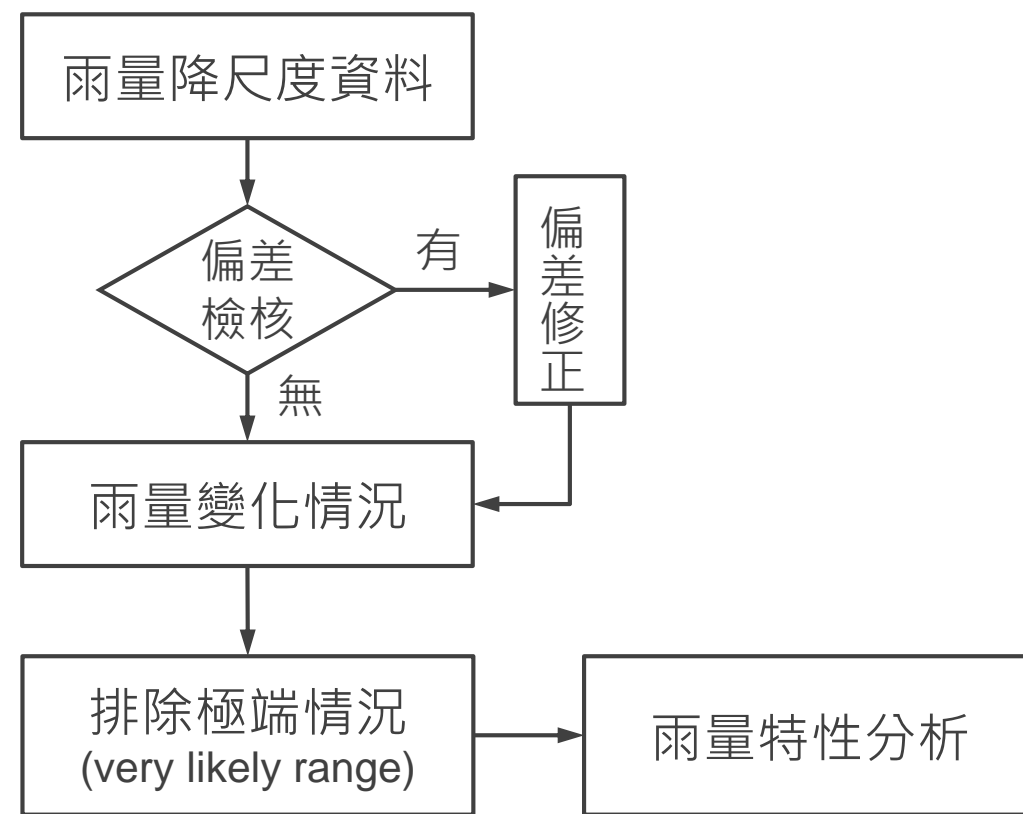 雨量降尺度資料
偏差
檢核
有
偏差修正
無
雨量變化情況
排除極端情況
(very likely range)
雨量特性分析